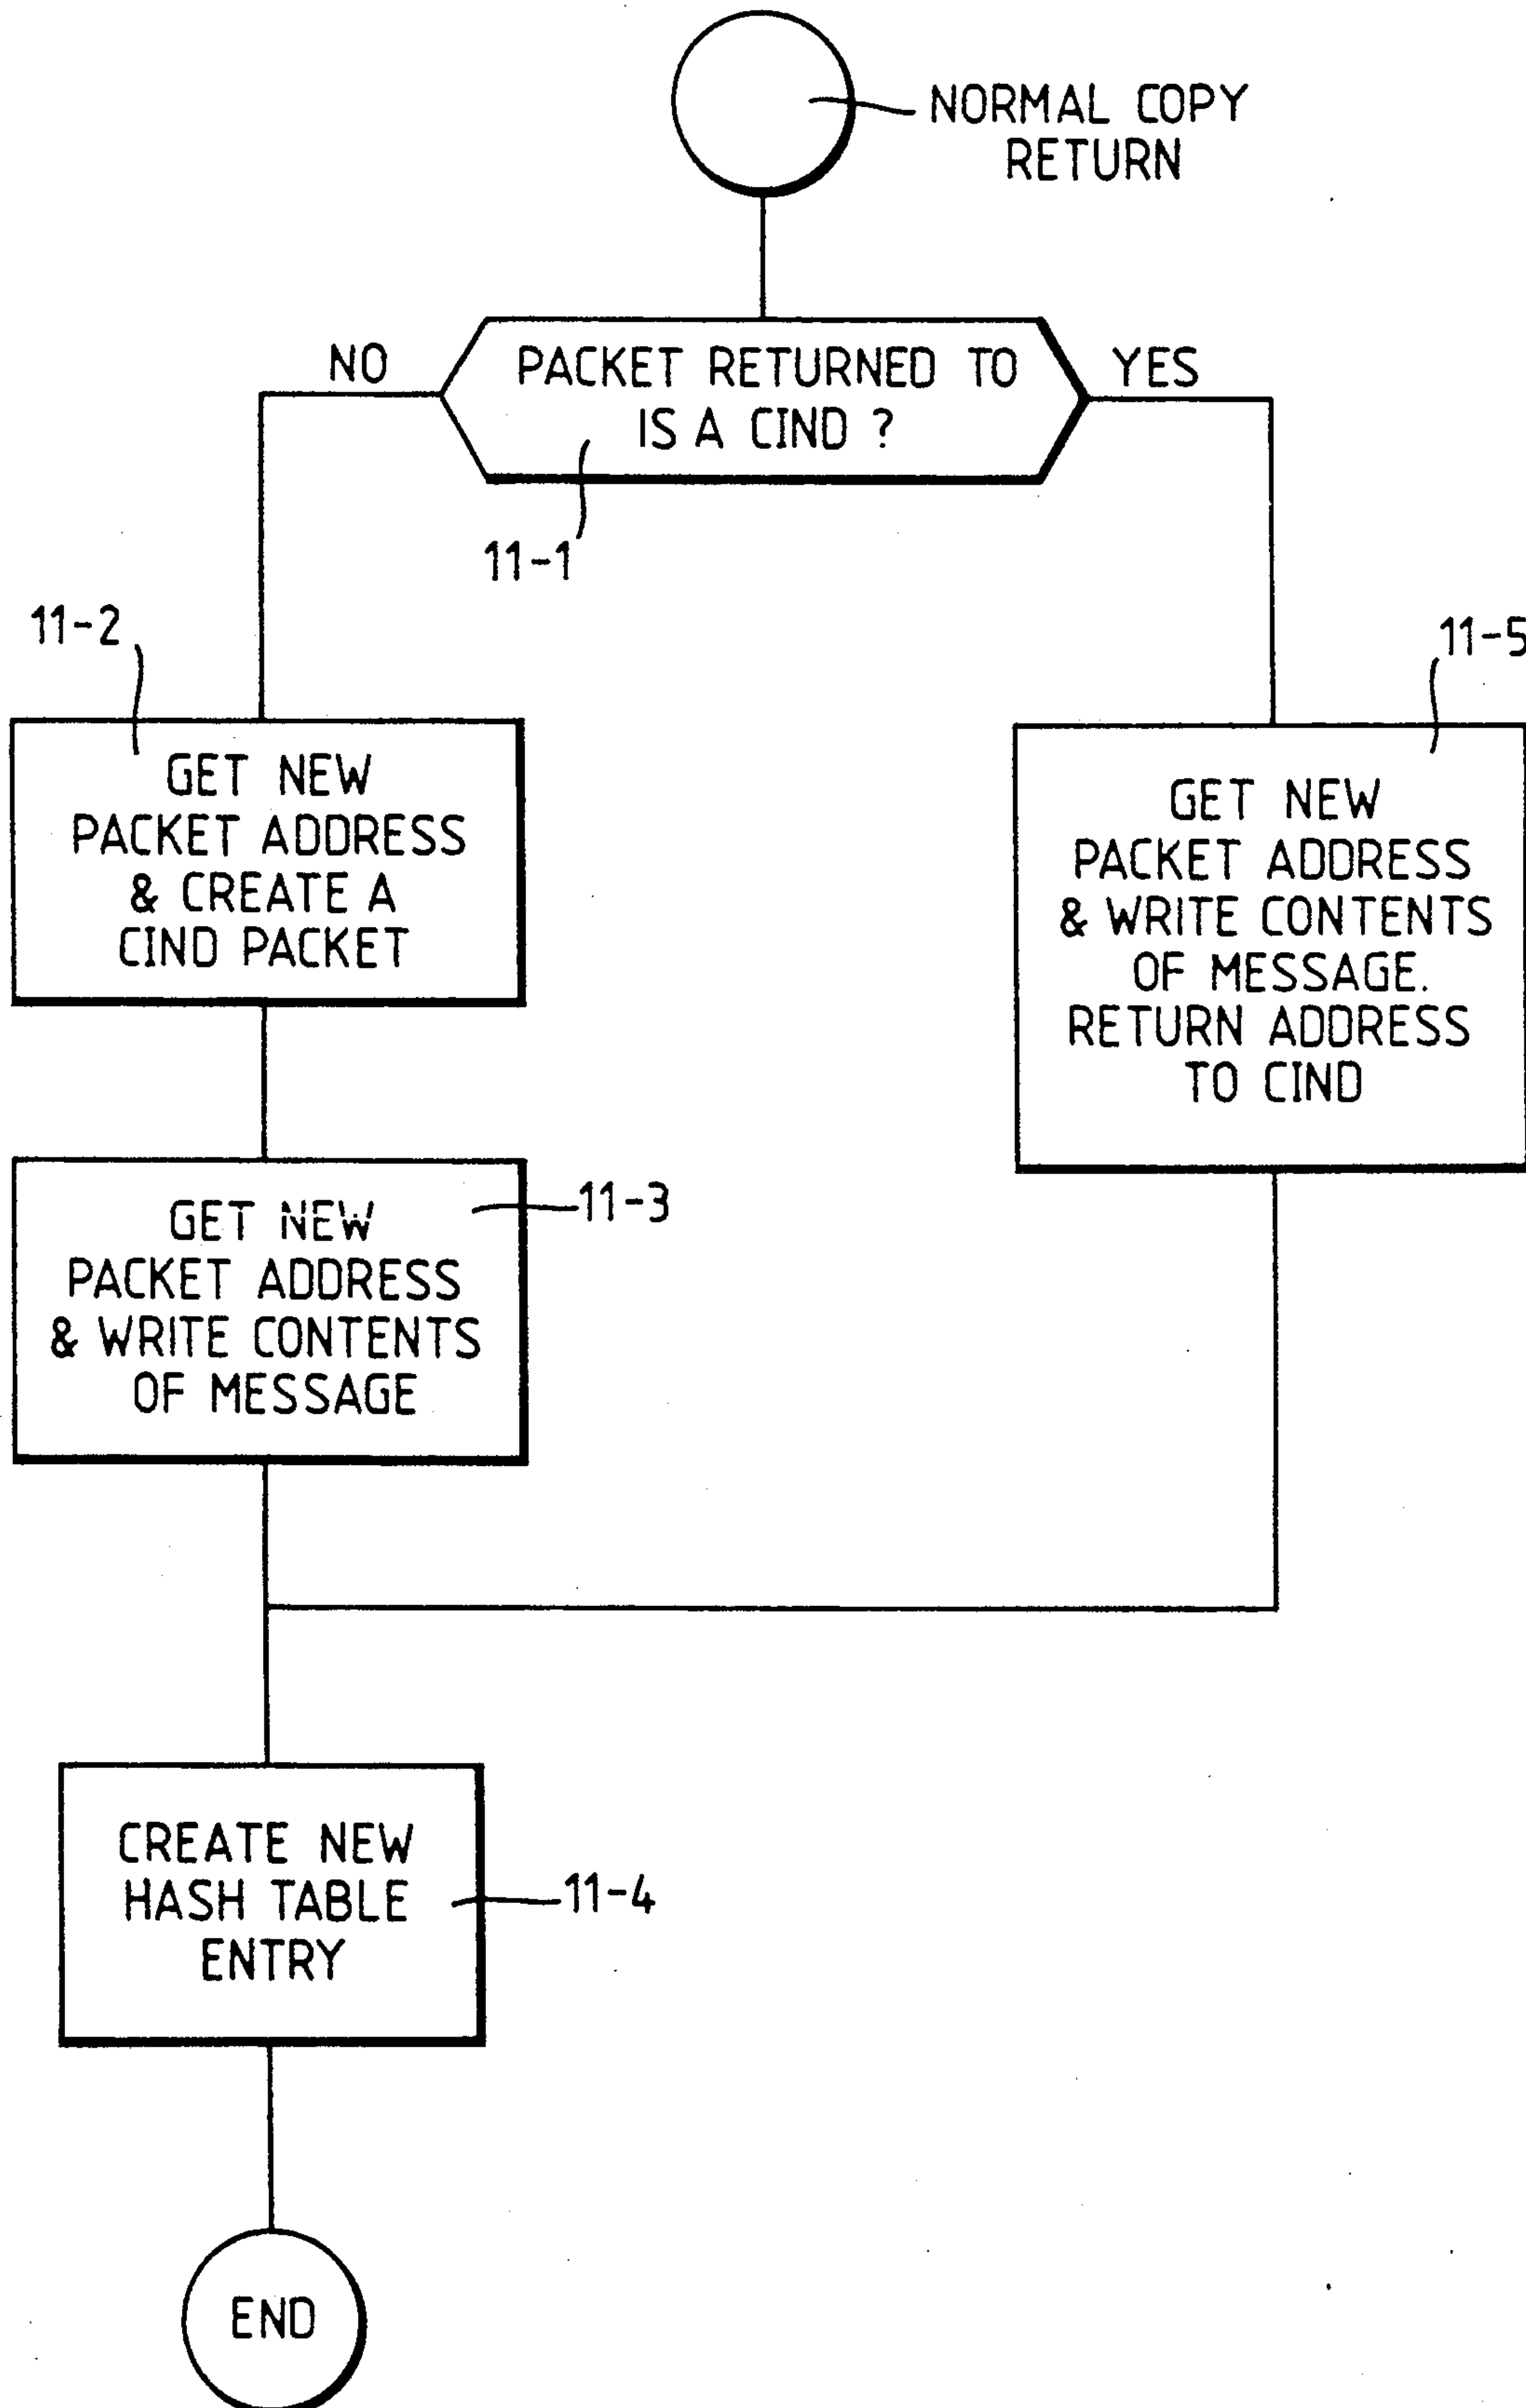 NORMAL COPY
RETURN
NO
PACKET RETURNED TO
IS A CIND ?
YES
11-1
11-2
11-5
GET NEW
PACKET ADDRESS
& CREATE A
CIND PACKET
GET NEW
PACKET ADDRESS
& WRITE CONTENTS
OF MESSAGE.
RETURN ADDRESS
TO CIND
GET NEW
PACKET ADDRESS
& WRITE CONTENTS
OF MESSAGE
11-3
CREATE NEW
HASH TABLE
ENTRY
11-4
END